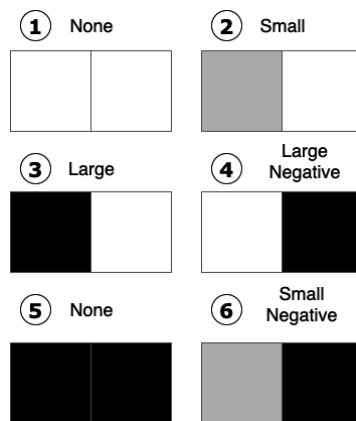 1 None
2 Small
3 Large
4 Large
Negative
5 None
6 Small
Negative